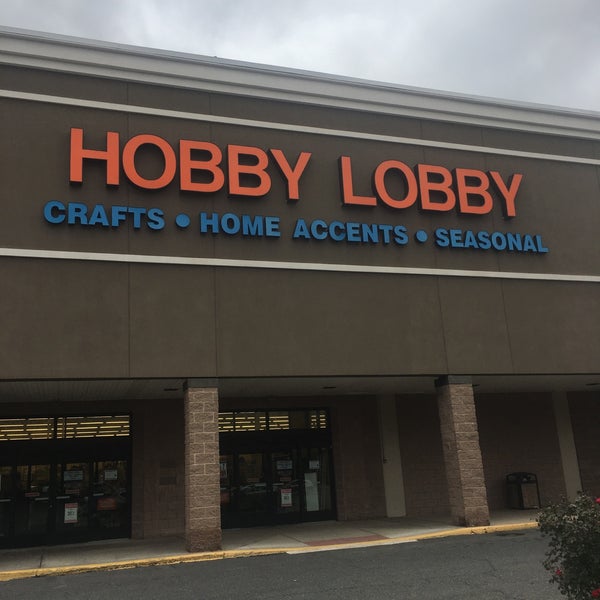 HOBBY LOBBY
CRAFTS • HOME ACCENTS • SEASONAL